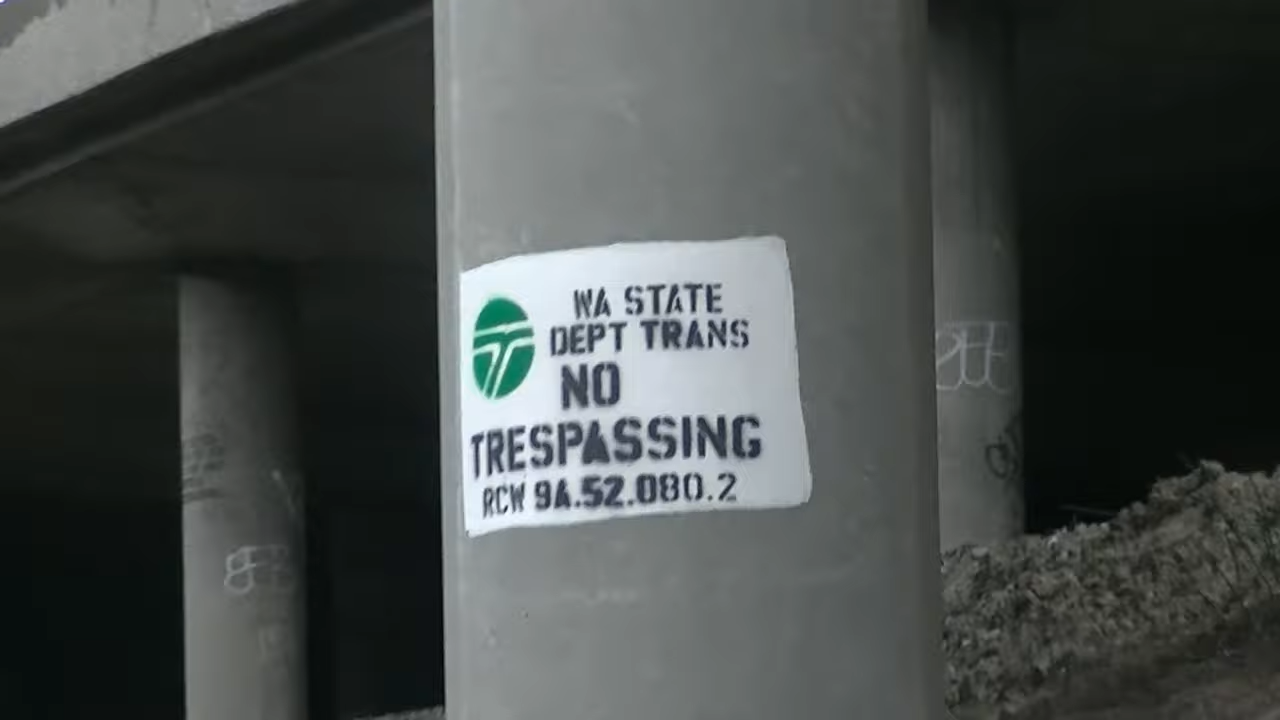 WA STATE
DEPT TRANS
NO
TRESPASSING
RCW 9A.52.080.2